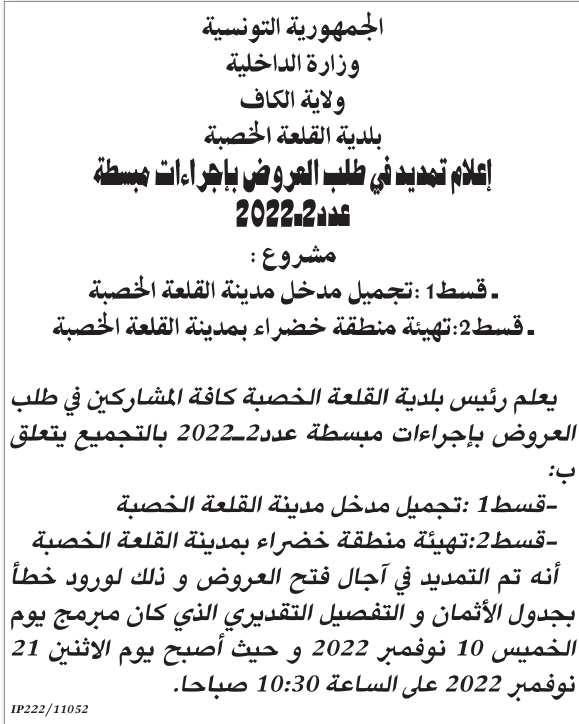 الجمهورية التونسية
وزارة الداخلية
ولاية الكاف
بلدية القلعة الخصبة
إعلام تمديد في طلب العروض بإجراءات مبسطة
عدد2ـ2022
مشروع :
ـ قسط1 :تجميل مدخل مدينة القلعة الخصبة
ـ قسط2:تهيئة منطقة خضراء بمدينة القلعة الخصبة
يعلم رئيس بلدية القلعة الخصبة كافة المشاركين في طلب
العروض بإجراءات مبسطة عدد2ــ2022 بالتجميع يتعلق
ب:
-قسط1 :تجميل مدخل مدينة القلعة الخصبة
-قسط2:تهيئة منطقة خضراء بمدينة القلعة الخصبة
أنه تم التمديد في آجال فتح العروض و ذلك لورود خطأ
بجدول الأثمان و التفصيل التقديري الذي كان مبرمج يوم
الخميس 10 نوفمبر 2022 و حيث أصبح يوم الاثنين 21
نوفمبر 2022 على الساعة 10:30 صباحا.
IP222/11052